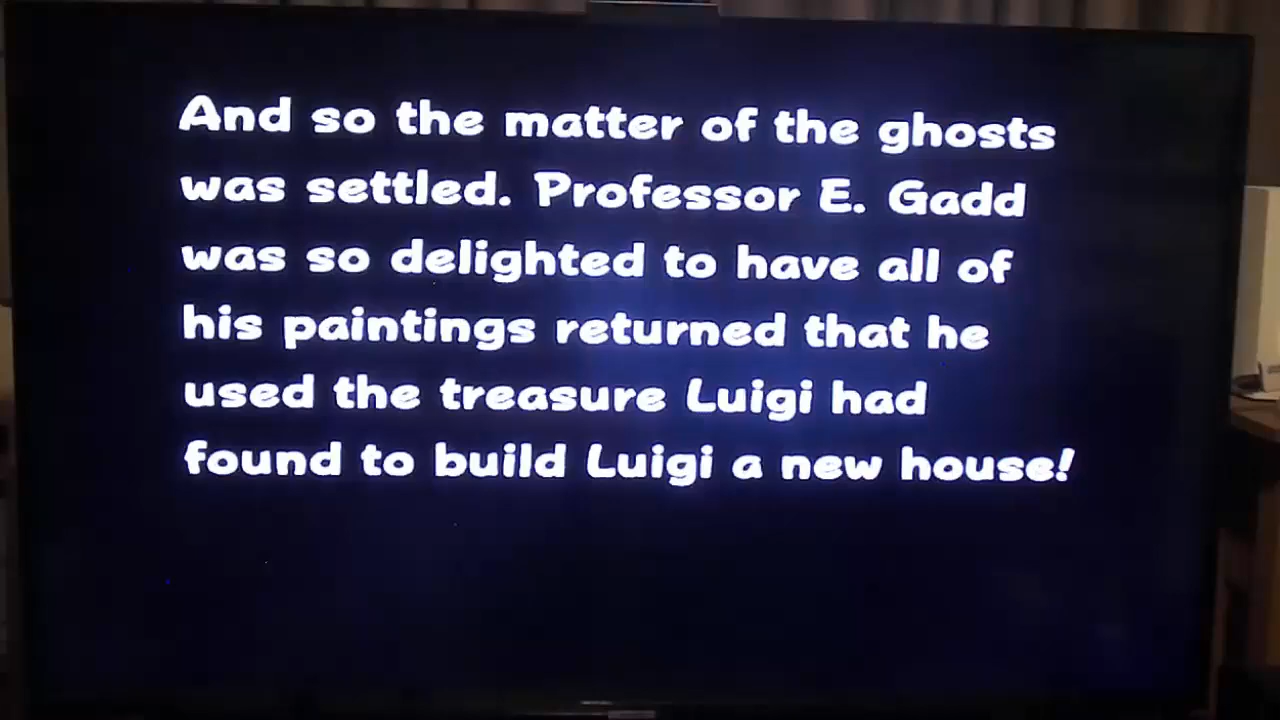 And so the matter of the ghosts
was settled. Professor E. Gadd
was so delighted to have all of
his paintings returned that he
used the treasure Luigi had
found to build Luigi a new house!